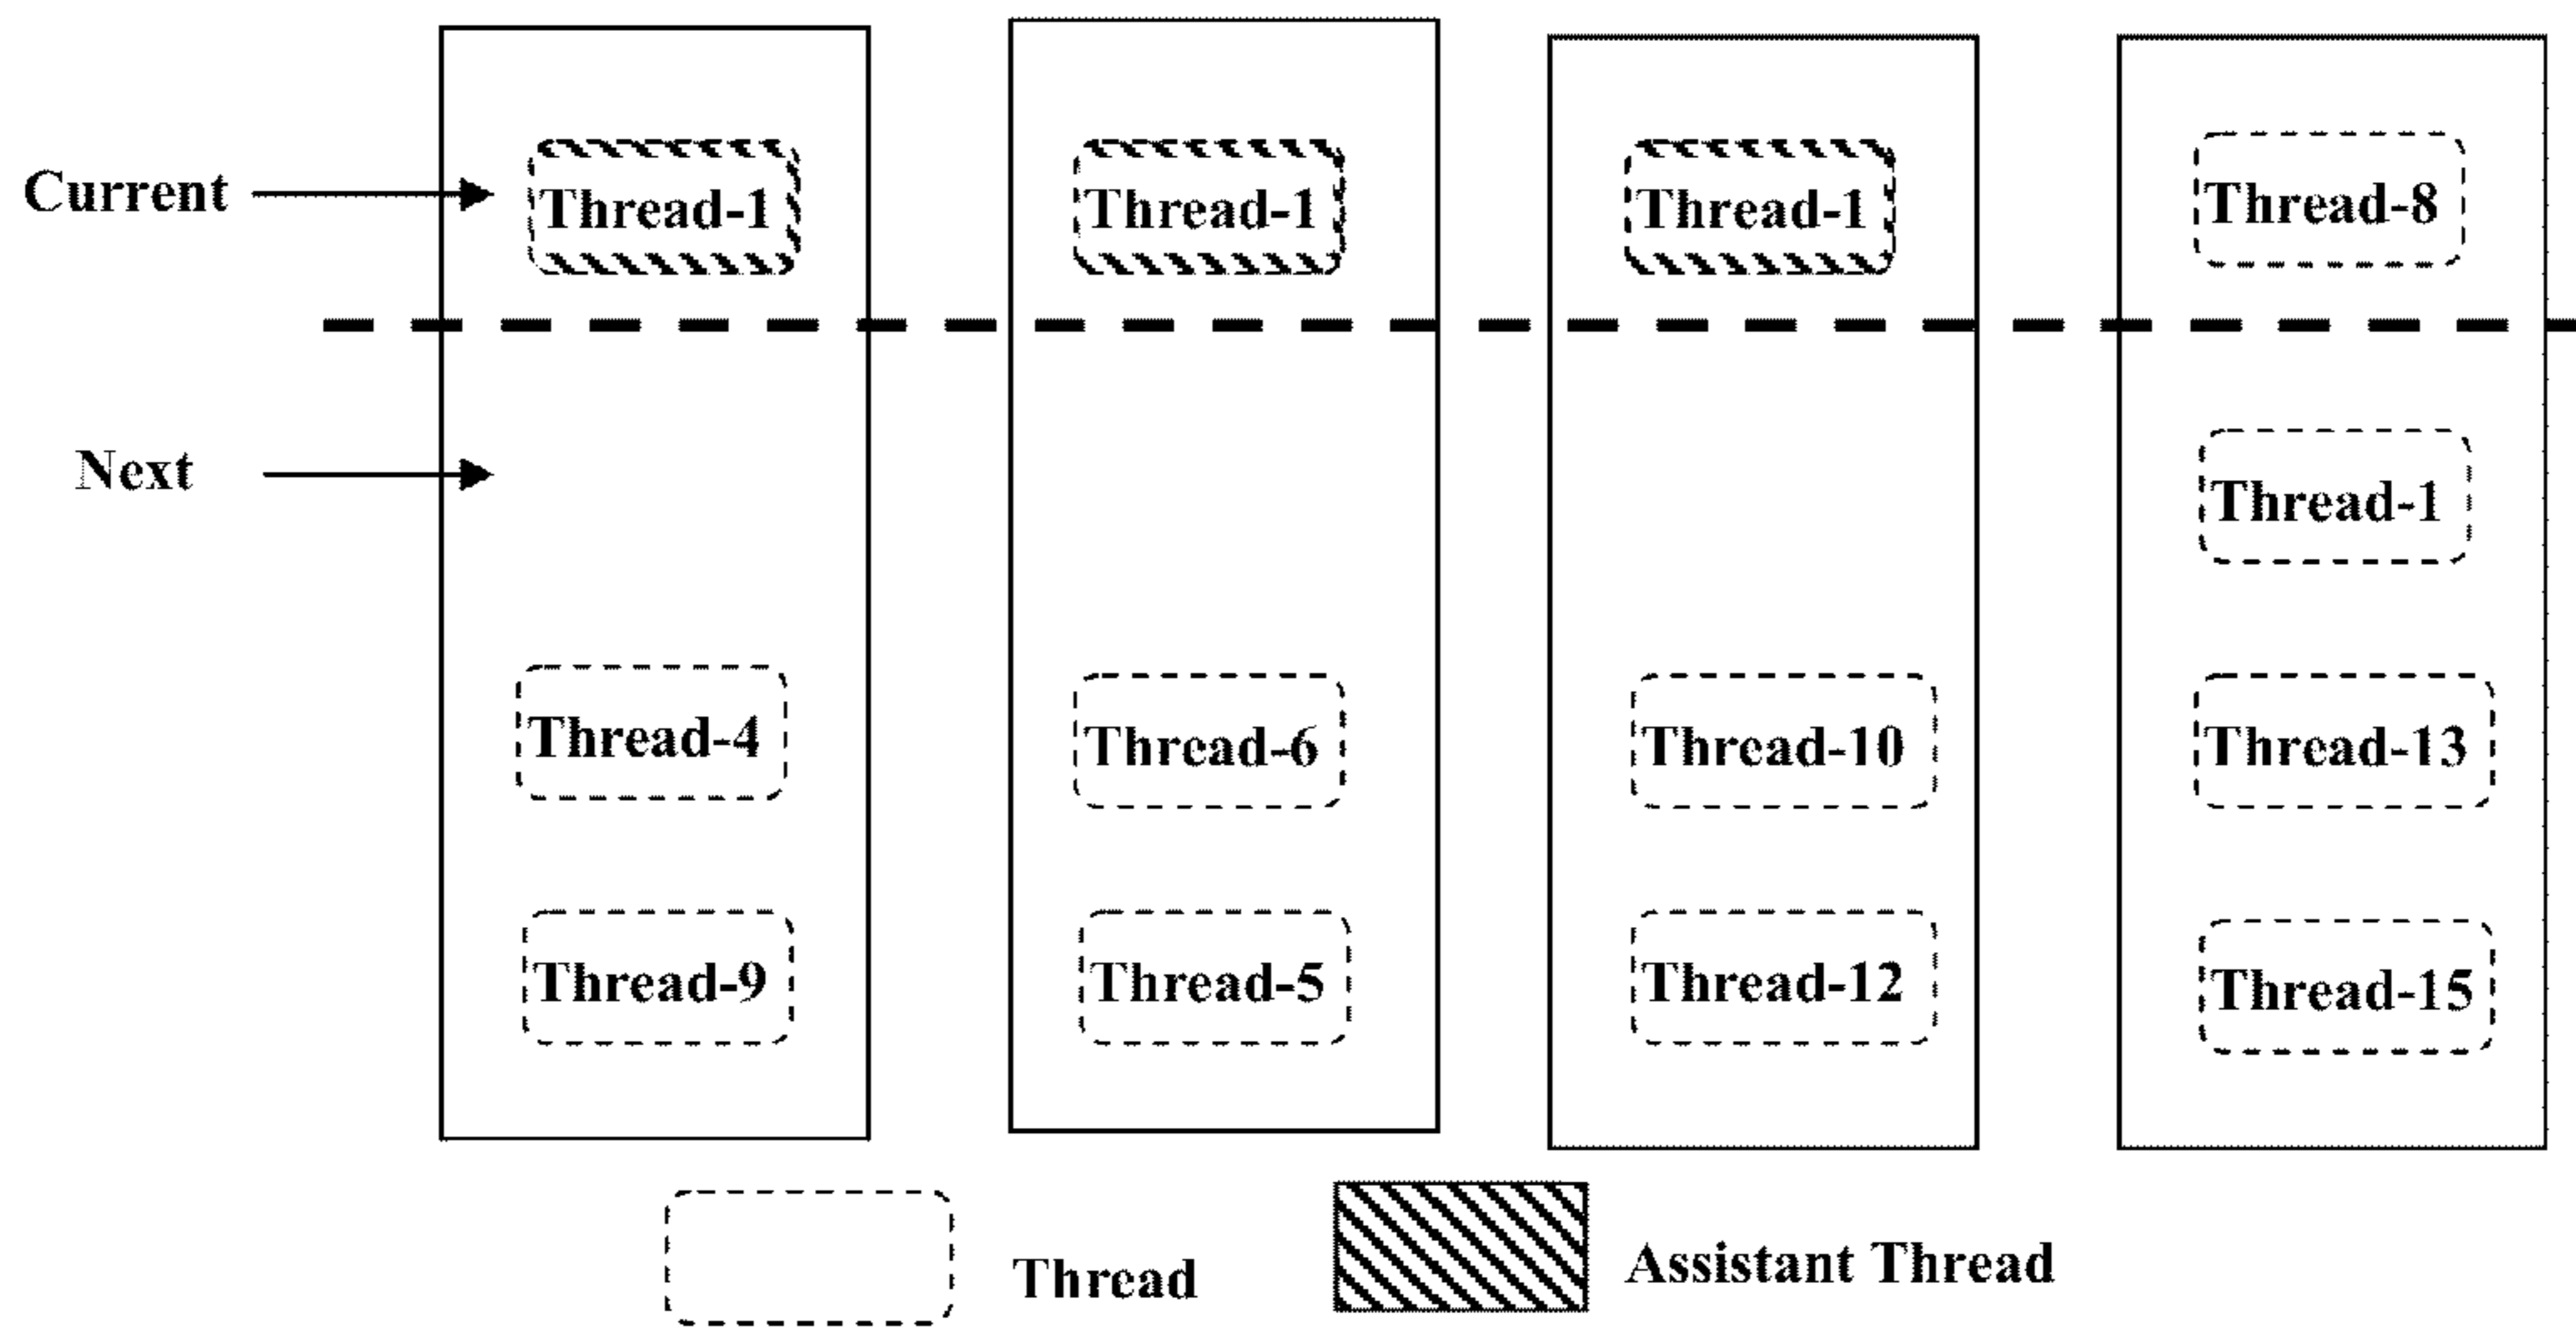 Current
Thread-1
Thread-1
Thread-1
Thread-8
Next
Thread-1
Thread-4
Thread-6
Thread-10
Thread-13
Thread-9
Thread-5
Thread-12
Thread-15
Thread
Assistant Thread